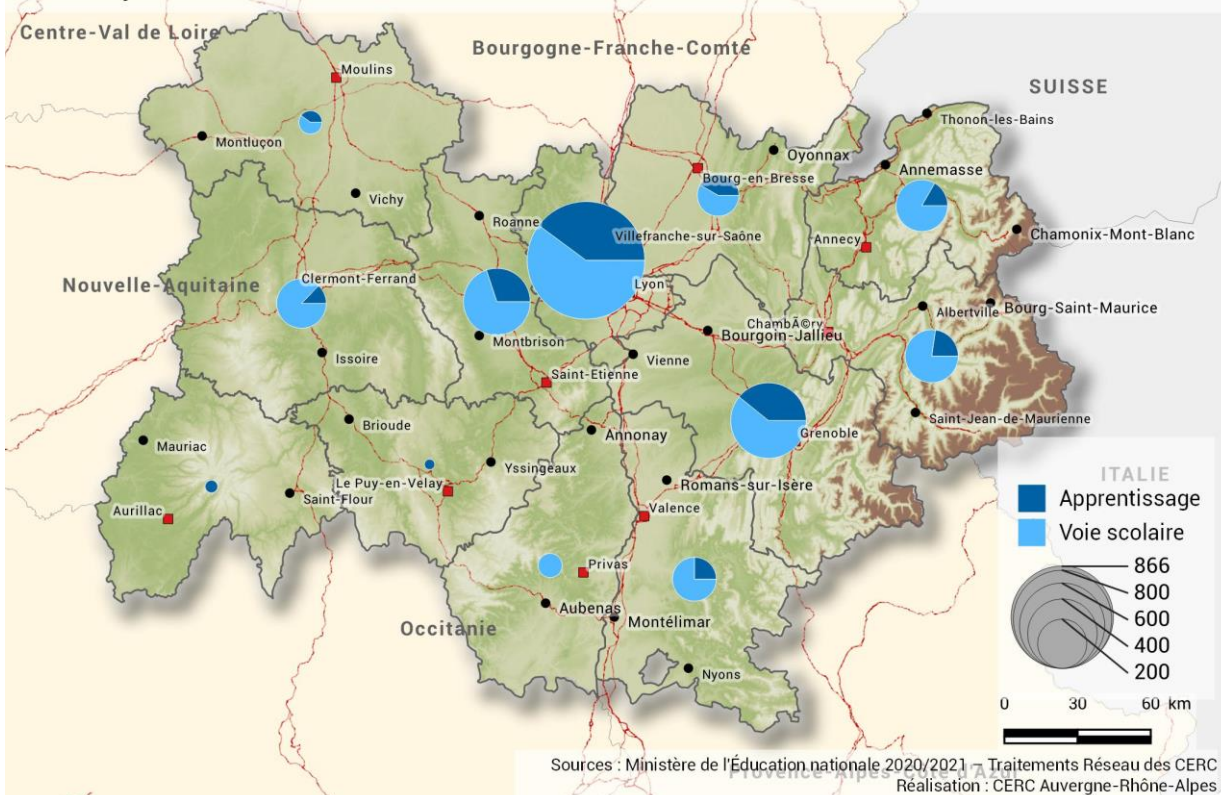 Centre-Val de Loire
Bourgogne-Franche-Comté
Moulins
SUISSE
Thonon-les-Bains
Montluçon
Oyonnax
Annemasse
Bourg-en-Bresse
Vichy
Roanne
Villefranche-sur-Saône
Annecy
Chamonix-Mont-Blanc
Nouvelle-Aquitaine
Clermont-Ferrand
Lyon
Albertville
Bourg-Saint-Maurice
ChambÃ©ry
Bourgoin-Jallieu
Montbrison
Issoire
Vienne
Saint-Etienne
Saint-Jean-de-Maurienne
Brioude
Annonay
Grenoble
Mauriac
Yssingeaux
Le Puy-en-Velay
Romans-sur-Isère
Saint-Flour
Aurillac
Valence
ITALIE
Apprentissage
Voie scolaire
866
800
600
400
200
Privas
Aubenas
Montélimar
Occitanie
Nyons
0 30 60 km
Sources : Ministère de l'Éducation nationale 2020/2021 – Traitements Réseau des CERC
Provence-Alpes-Côte d'Azur
Réalisation : CERC Auvergne-Rhône-Alpes